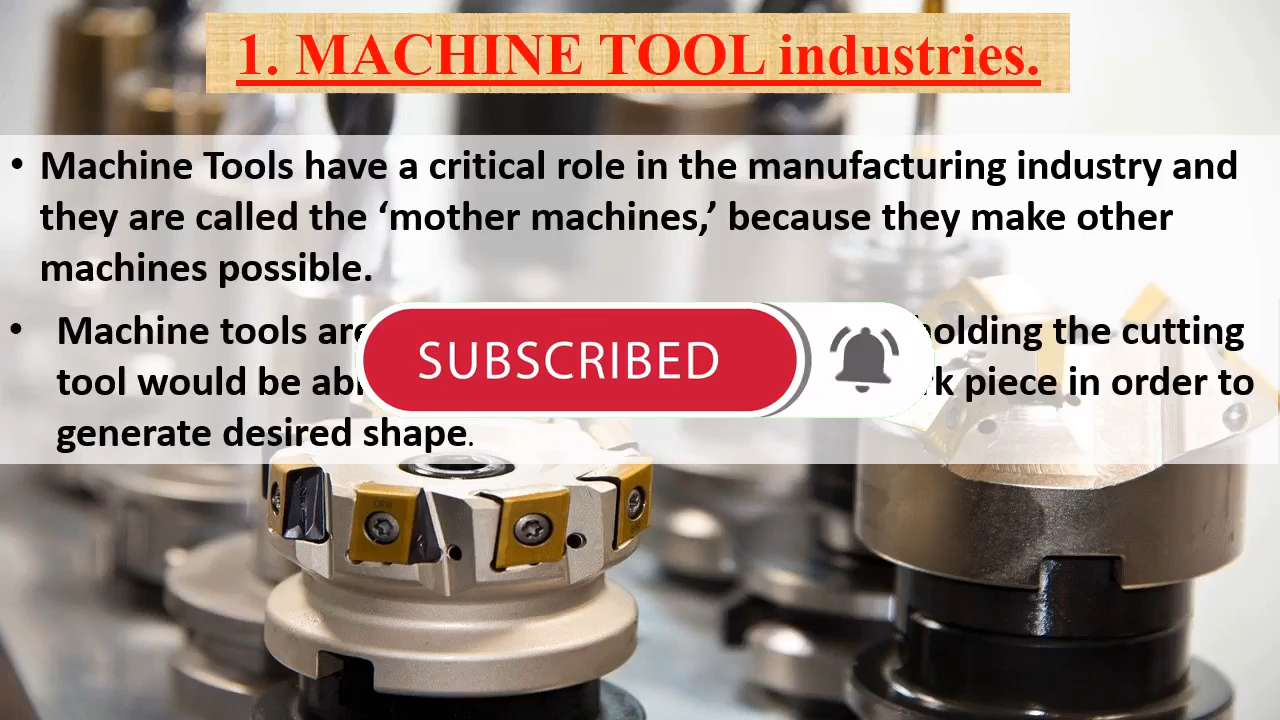 1. MACHINE TOOL industries.
• Machine Tools have a critical role in the manufacturing industry and
they are called the ‘mother machines,’ because they make other
machines possible.
• Machine tools are holding the cutting
tool would be piece in order to
generate desired shape.
SUBSCRIBED